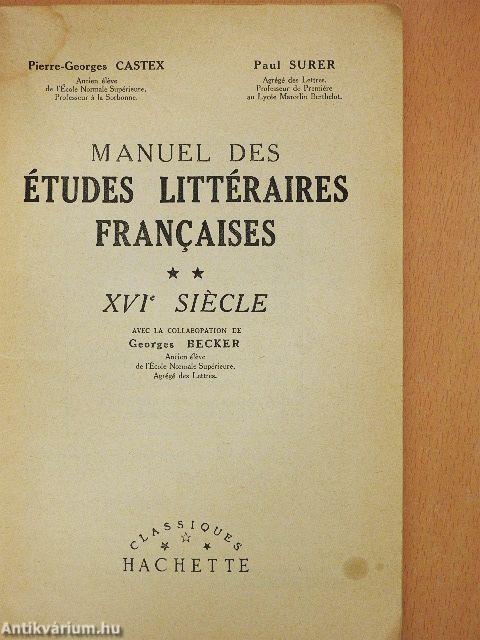 Pierre-Georges CASTEX
Ancien élève
de l'École Normale Supérieure,
Professeur à la Sorbonne.
Paul SURER
Agrégé des Lettres,
Professeur de Première
au Lycée Marcelin Berthelot.
MANUEL DES
ÉTUDES LITTÉRAIRES
FRANÇAISES
★ ★
XVIe SIÈCLE
AVEC LA COLLABORATION DE
Georges BECKER
Ancien élève
de l'École Normale Supérieure,
Agrégé des Lettres.
CLASSIQUES
HACHETTE
Antikvárium.hu